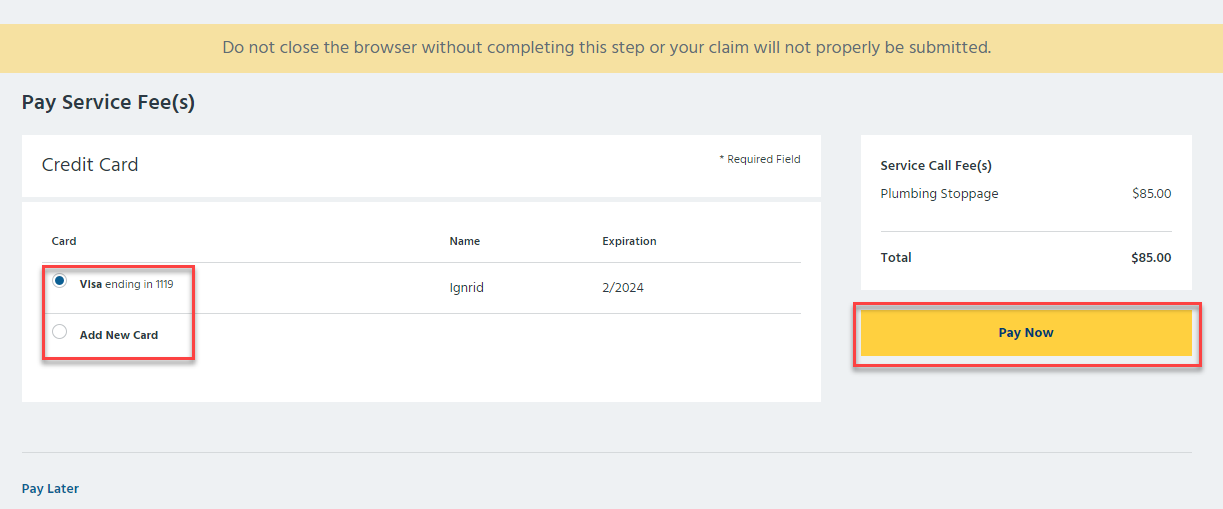 Do not close the browser without completing this step or your claim will not properly be submitted.
Pay Service Fee(s)
Credit Card
* Required Field
Card Name Expiration
Visa ending in 1119 Ignrid 2/2024
Add New Card
Service Call Fee(s)
Plumbing Stoppage $85.00
Total $85.00
Pay Now
Pay Later